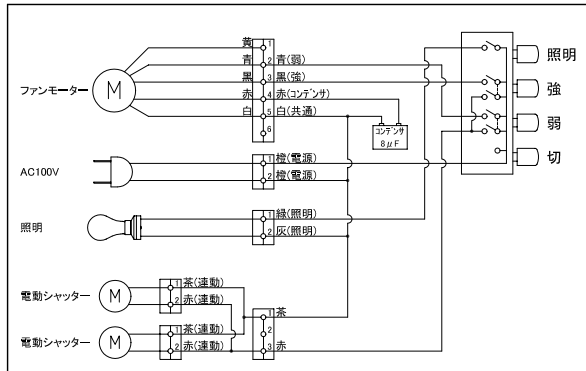 ファンモーター
M
黄
青
黒
赤
白
1
2 青(弱)
3 黒(強)
4 赤(コンデンサ)
5 白(共通)
6
コンデンサ
8μF
照明
強
弱
切
AC100V
1 橙(電源)
2 橙(電源)
照明
1 緑(照明)
2 灰(照明)
電動シャッター
M
1 茶(連動)
2 赤(連動)
電動シャッター
M
1 茶(連動)
2 赤(連動)
1 茶
2
3 赤